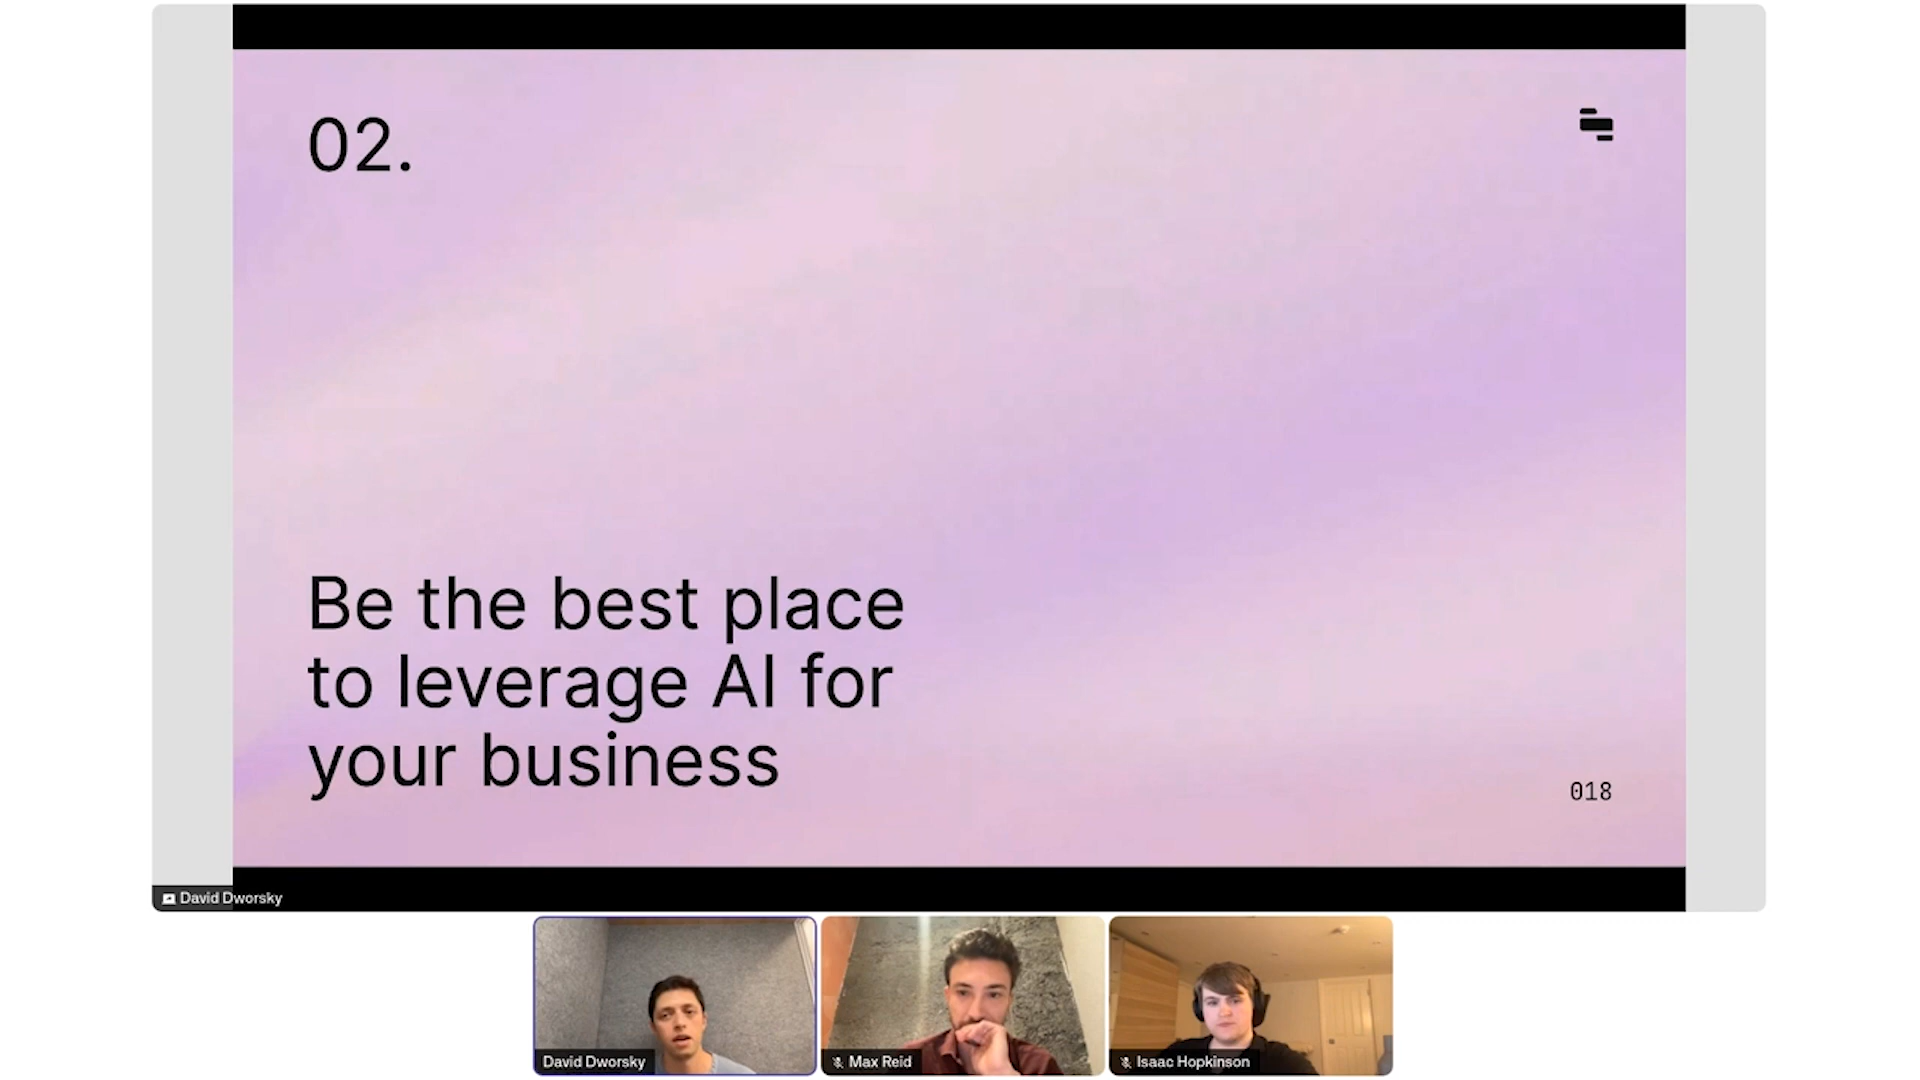 02.
Be the best place
to leverage AI for
your business
018
David Dworsky
David Dworsky
Max Reid
Isaac Hopkinson